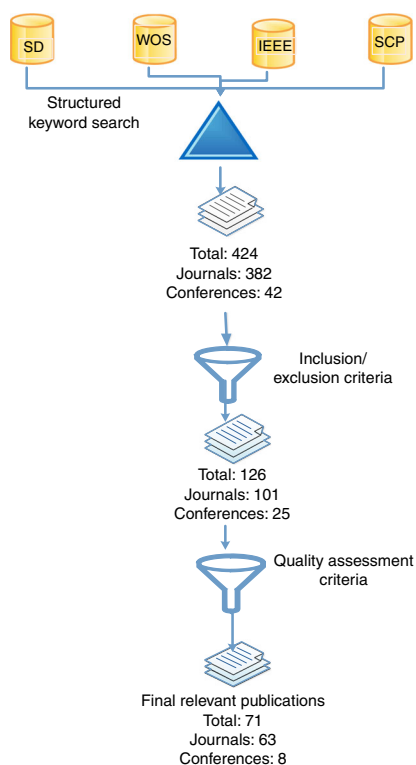 SD
WOS
IEEE
SCP
Structured
keyword search
Total: 424
Journals: 382
Conferences: 42
Inclusion/
exclusion criteria
Total: 126
Journals: 101
Conferences: 25
Quality assessment
criteria
Final relevant publications
Total: 71
Journals: 63
Conferences: 8